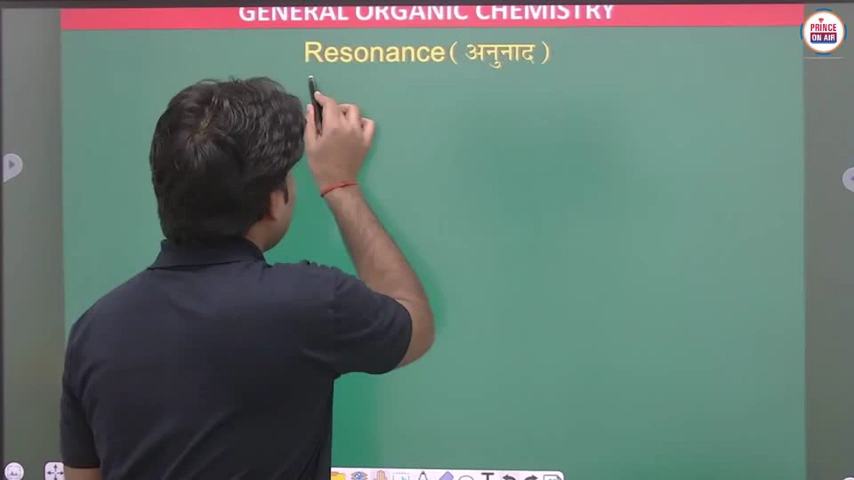 GENERAL ORGANIC CHEMISTRY
Resonance ( अनुनाद )
PRINCE
ON AIR